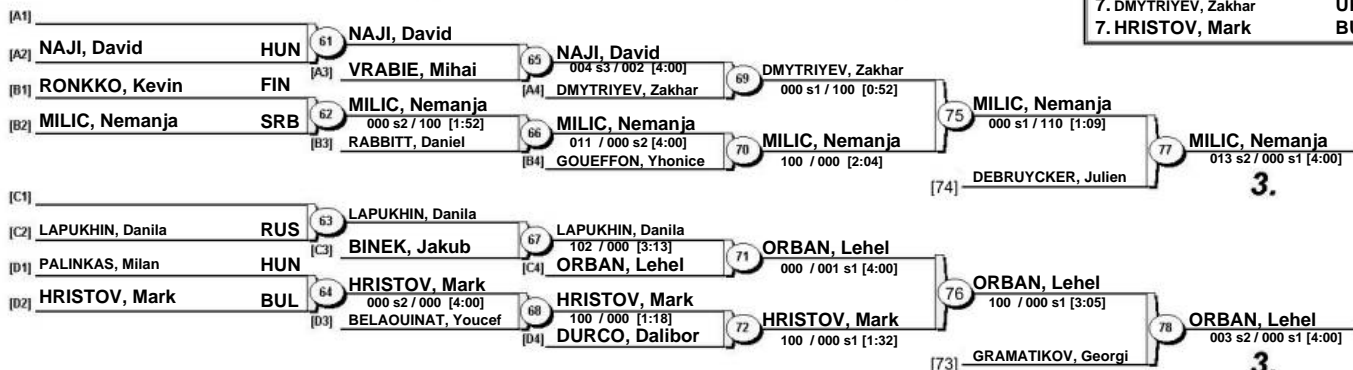 7. DMYTRIYEV, Zakhar
7. HRISTOV, Mark
[A1]
[A2] NAJI, David HUN
61
NAJI, David
[A3] VRABIE, Mihai
65
NAJI, David
004 s3 / 002 [4:00]
[A4] DMYTRIYEV, Zakhar
69
DMYTRIYEV, Zakhar
000 s1 / 100 [0:52]
[B1] RONKKO, Kevin FIN
[B2] MILIC, Nemanja SRB
62
MILIC, Nemanja
000 s2 / 100 [1:52]
[B3] RABBITT, Daniel
66
MILIC, Nemanja
011 / 000 s2 [4:00]
[B4] GOUEFFON, Yhonice
70
MILIC, Nemanja
100 / 000 [2:04]
75
MILIC, Nemanja
000 s1 / 110 [1:09]
[74] DEBRUYCKER, Julien
77
MILIC, Nemanja
013 s2 / 000 s1 [4:00]
3.
[C1]
[C2] LAPUKHIN, Danila RUS
63
LAPUKHIN, Danila
[C3] BINEK, Jakub
67
LAPUKHIN, Danila
102 / 000 [3:13]
[C4] ORBAN, Lehel
71
ORBAN, Lehel
000 / 001 s1 [4:00]
[D1] PALINKAS, Milan HUN
[D2] HRISTOV, Mark BUL
64
HRISTOV, Mark
000 s2 / 000 [4:00]
[D3] BELAOUINAT, Youcef
68
HRISTOV, Mark
100 / 000 [1:18]
[D4] DURCO, Dalibor
72
HRISTOV, Mark
100 / 000 s1 [1:32]
76
ORBAN, Lehel
100 / 000 s1 [3:05]
[73] GRAMATIKOV, Georgi
78
ORBAN, Lehel
003 s2 / 000 s1 [4:00]
3.